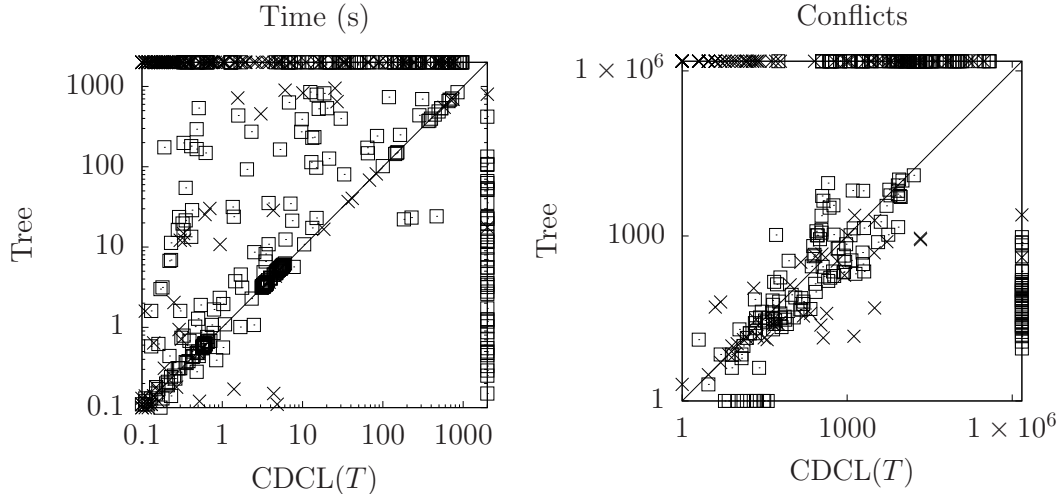 Time (s)
Tree
1000
100
10
1
0.1
0.1 1 10 100 1000
CDCL(T)
Conflicts
Tree
1 × 10^6
1000
1
1 1000 1 × 10^6
CDCL(T)